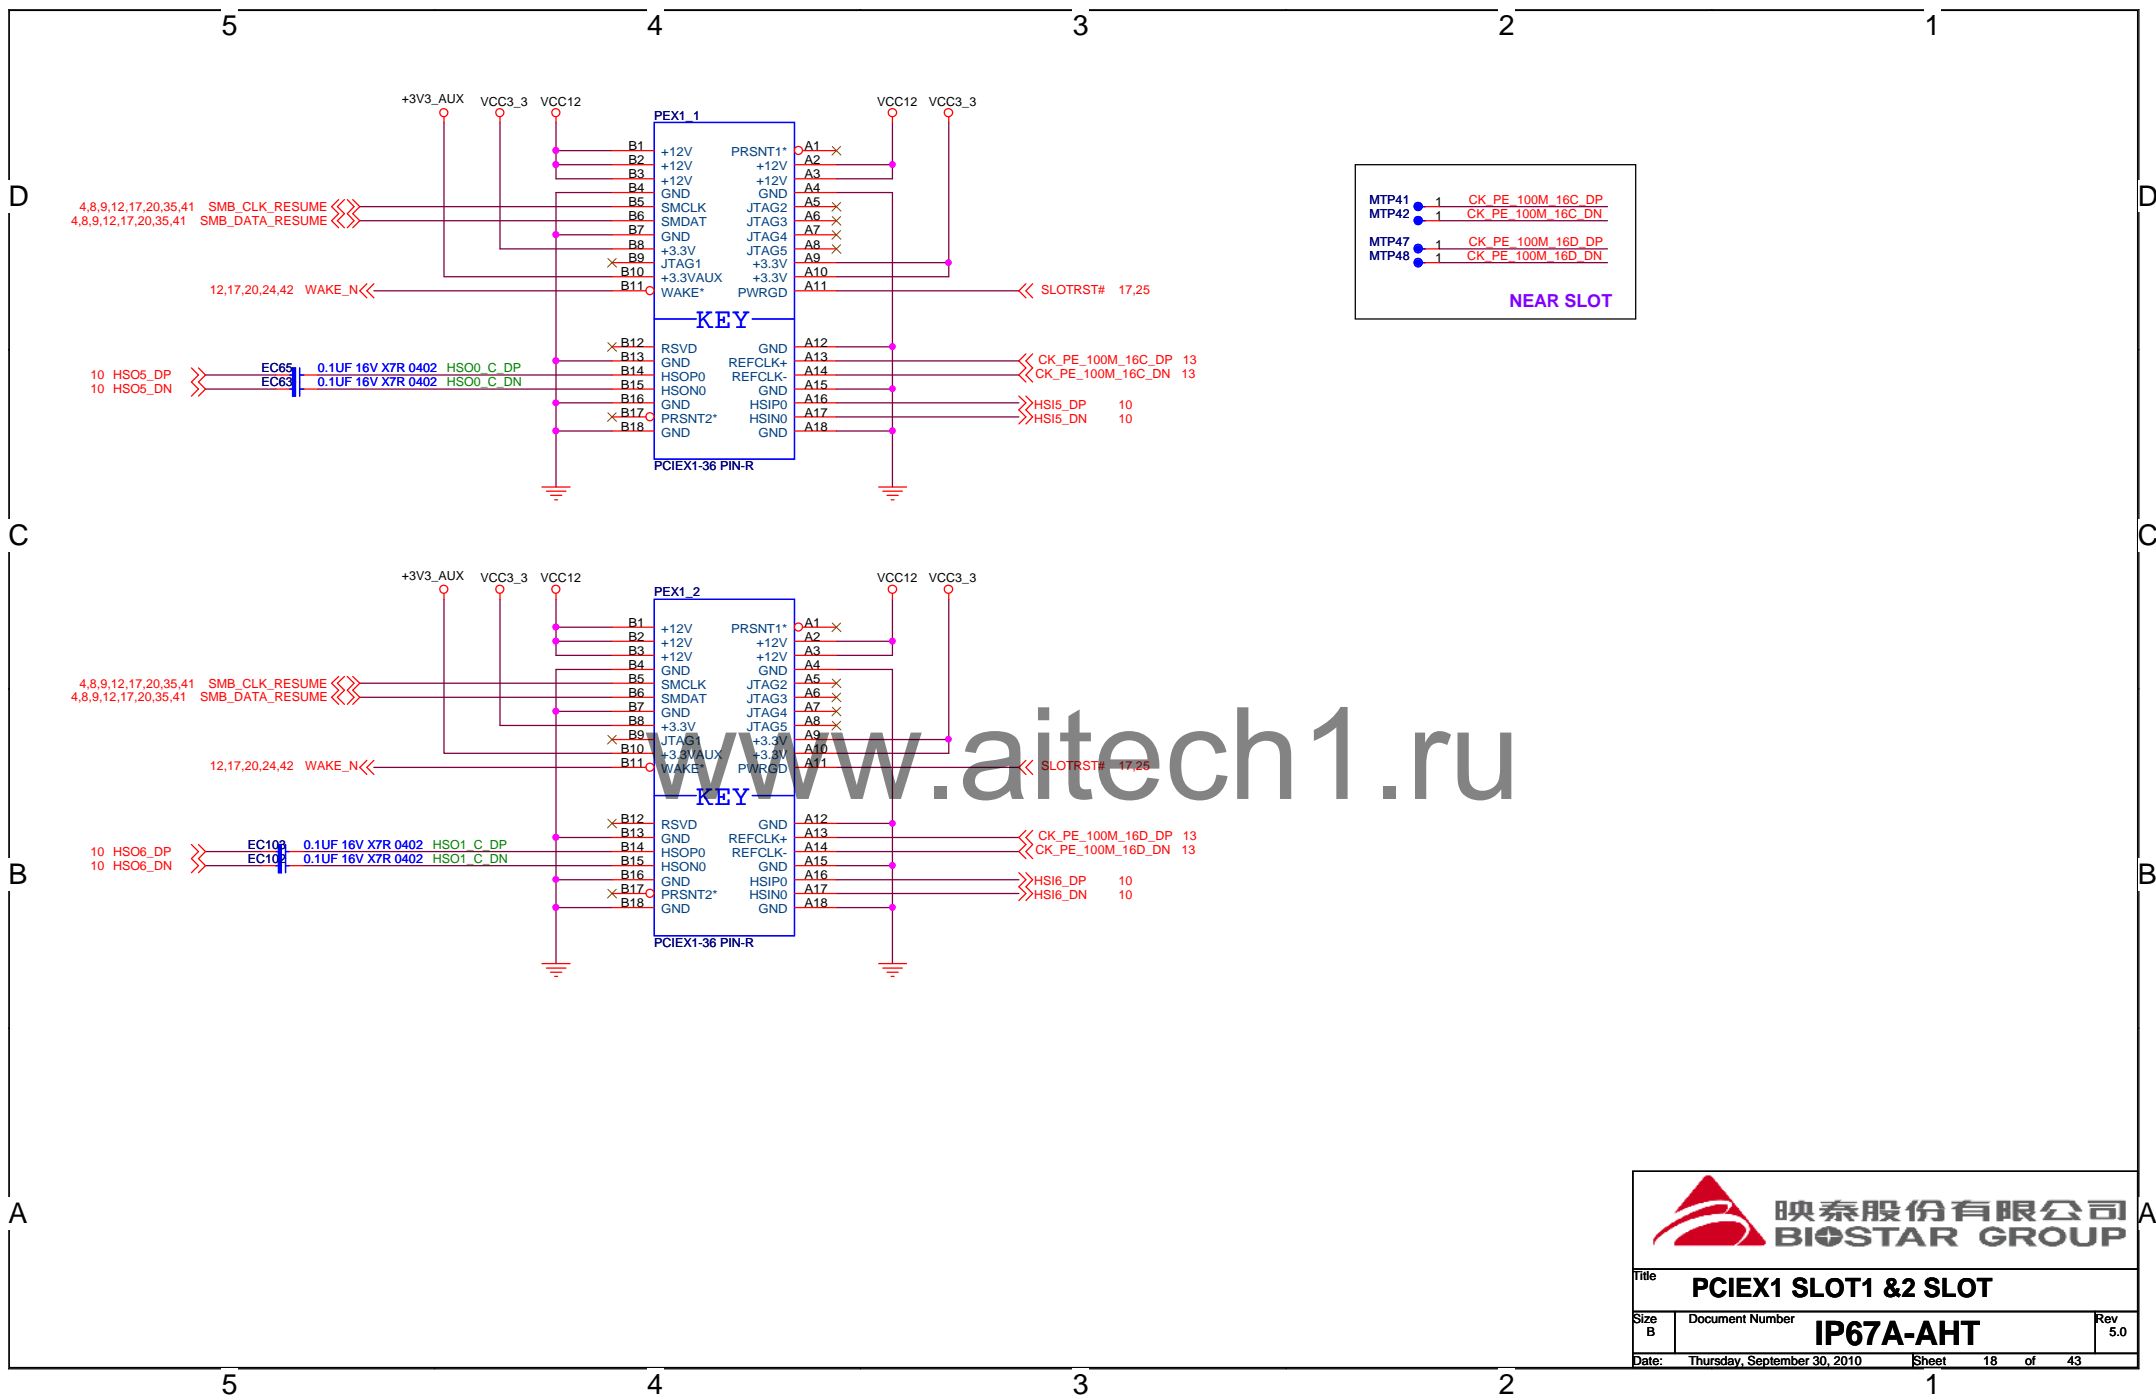 5 4 3 2 1
D D
C C
B B
A A
+3V3_AUX VCC3_3 VCC12
VCC12 VCC3_3
PEX1_1
B1 +12V PRSNT1* A1
B2 +12V +12V A2
B3 +12V +12V A3
B4 GND GND A4
4,8,9,12,17,20,35,41 SMB_CLK_RESUME B5 SMCLK JTAG2 A5
4,8,9,12,17,20,35,41 SMB_DATA_RESUME B6 SMDAT JTAG3 A6
B7 GND JTAG4 A7
B8 +3.3V JTAG5 A8
B9 JTAG1 +3.3V A9
B10 +3.3VAUX +3.3V A10
12,17,20,24,42 WAKE_N B11 WAKE* PWRGD A11 SLOTRST# 17,25
KEY
B12 RSVD GND A12
B13 GND REFCLK+ A13 CK_PE_100M_16C_DP 13
10 HSO5_DP EC65 0.1UF 16V X7R 0402 HSO0_C_DP B14 HSOP0 REFCLK- A14 CK_PE_100M_16C_DN 13
10 HSO5_DN EC63 0.1UF 16V X7R 0402 HSO0_C_DN B15 HSON0 GND A15
B16 GND HSIP0 A16 HSI5_DP 10
B17 PRSNT2* HSIN0 A17 HSI5_DN 10
B18 GND GND A18
PCIEX1-36 PIN-R
MTP41 1 CK_PE_100M_16C_DP
MTP42 1 CK_PE_100M_16C_DN
MTP47 1 CK_PE_100M_16D_DP
MTP48 1 CK_PE_100M_16D_DN
NEAR SLOT
+3V3_AUX VCC3_3 VCC12
VCC12 VCC3_3
PEX1_2
B1 +12V PRSNT1* A1
B2 +12V +12V A2
B3 +12V +12V A3
B4 GND GND A4
4,8,9,12,17,20,35,41 SMB_CLK_RESUME B5 SMCLK JTAG2 A5
4,8,9,12,17,20,35,41 SMB_DATA_RESUME B6 SMDAT JTAG3 A6
B7 GND JTAG4 A7
B8 +3.3V JTAG5 A8
B9 JTAG1 +3.3V A9
B10 +3.3VAUX +3.3V A10
12,17,20,24,42 WAKE_N B11 WAKE* PWRGD A11 SLOTRST# 17,25
www.aitech1.ru
KEY
B12 RSVD GND A12
B13 GND REFCLK+ A13 CK_PE_100M_16D_DP 13
10 HSO6_DP EC103 0.1UF 16V X7R 0402 HSO1_C_DP B14 HSOP0 REFCLK- A14 CK_PE_100M_16D_DN 13
10 HSO6_DN EC102 0.1UF 16V X7R 0402 HSO1_C_DN B15 HSON0 GND A15
B16 GND HSIP0 A16 HSI6_DP 10
B17 PRSNT2* HSIN0 A17 HSI6_DN 10
B18 GND GND A18
PCIEX1-36 PIN-R
映泰股份有限公司
BIOSTAR GROUP
Title
PCIEX1 SLOT1 &2 SLOT
Size Document Number Rev
B IP67A-AHT 5.0
Date: Thursday, September 30, 2010 Sheet 18 of 43
5 4 3 2 1